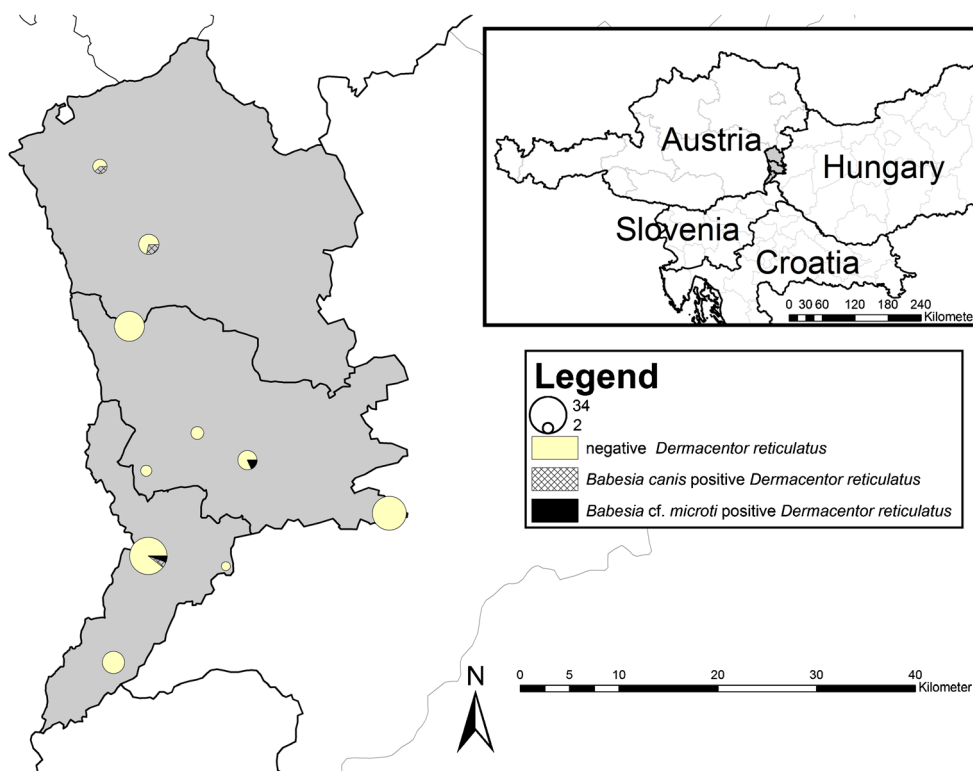 Austria
Hungary
Slovenia
Croatia
0 30 60 120 180 240
Kilometer
Legend
34
2
negative Dermacentor reticulatus
Babesia canis positive Dermacentor reticulatus
Babesia cf. microti positive Dermacentor reticulatus
N
0 5 10 20 30 40
Kilometer